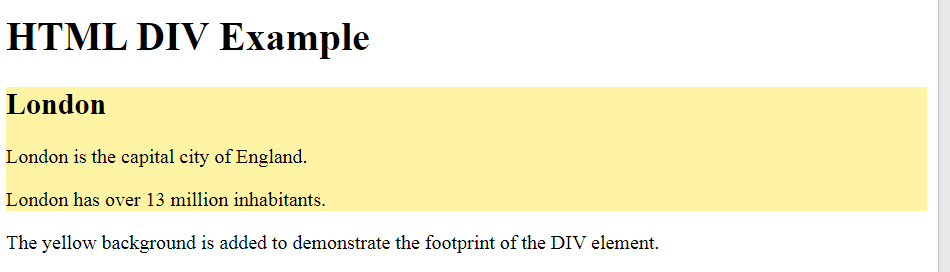 HTML DIV Example
London
London is the capital city of England.
London has over 13 million inhabitants.
The yellow background is added to demonstrate the footprint of the DIV element.